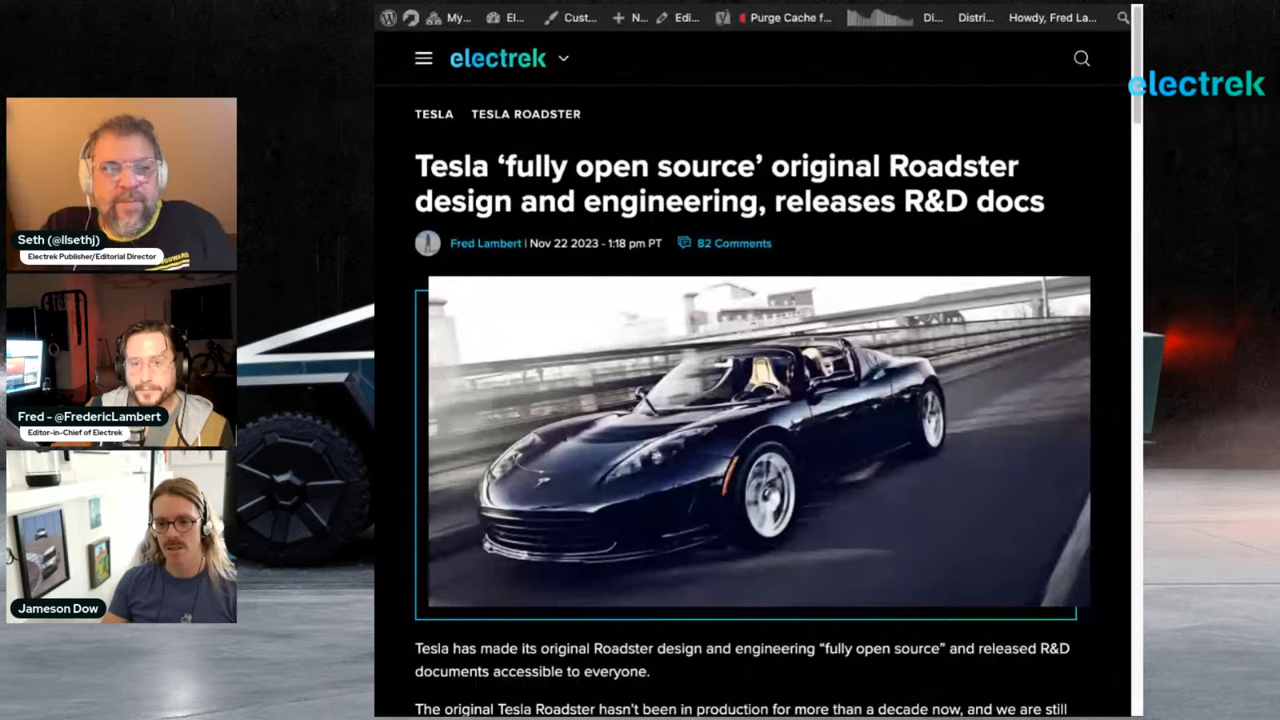 My...
El...
Cust...
N...
Edi...
Purge Cache f...
Di...
Distri...
Howdy, Fred La...
electrek
electrek
TESLA TESLA ROADSTER
Tesla ‘fully open source’ original Roadster
design and engineering, releases R&D docs
Fred Lambert | Nov 22 2023 - 1:18 pm PT 82 Comments
Seth (@llsethj)
Electrek Publisher/Editorial Director
Fred - @FredericLambert
Editor-in-Chief of Electrek
Jameson Dow
Tesla has made its original Roadster design and engineering “fully open source” and released R&D
documents accessible to everyone.
The original Tesla Roadster hasn't been in production for more than a decade now, and we are still